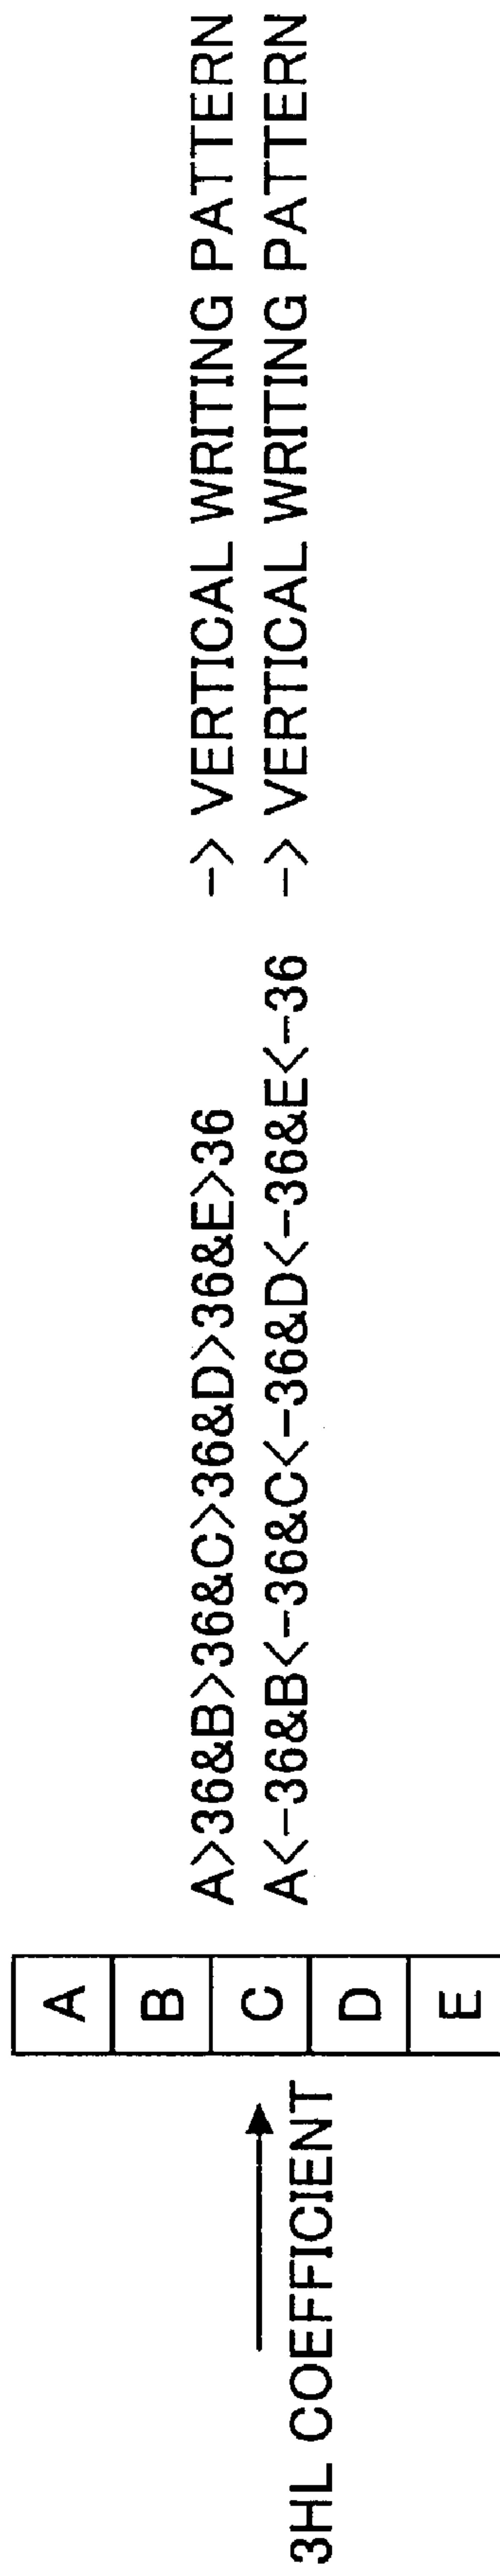 3HL COEFFICIENT
A
B
C
D
E
A>36&B>36&C>36&D>36&E>36 -> VERTICAL WRITING PATTERN
A<-36&B<-36&C<-36&D<-36&E<-36 -> VERTICAL WRITING PATTERN